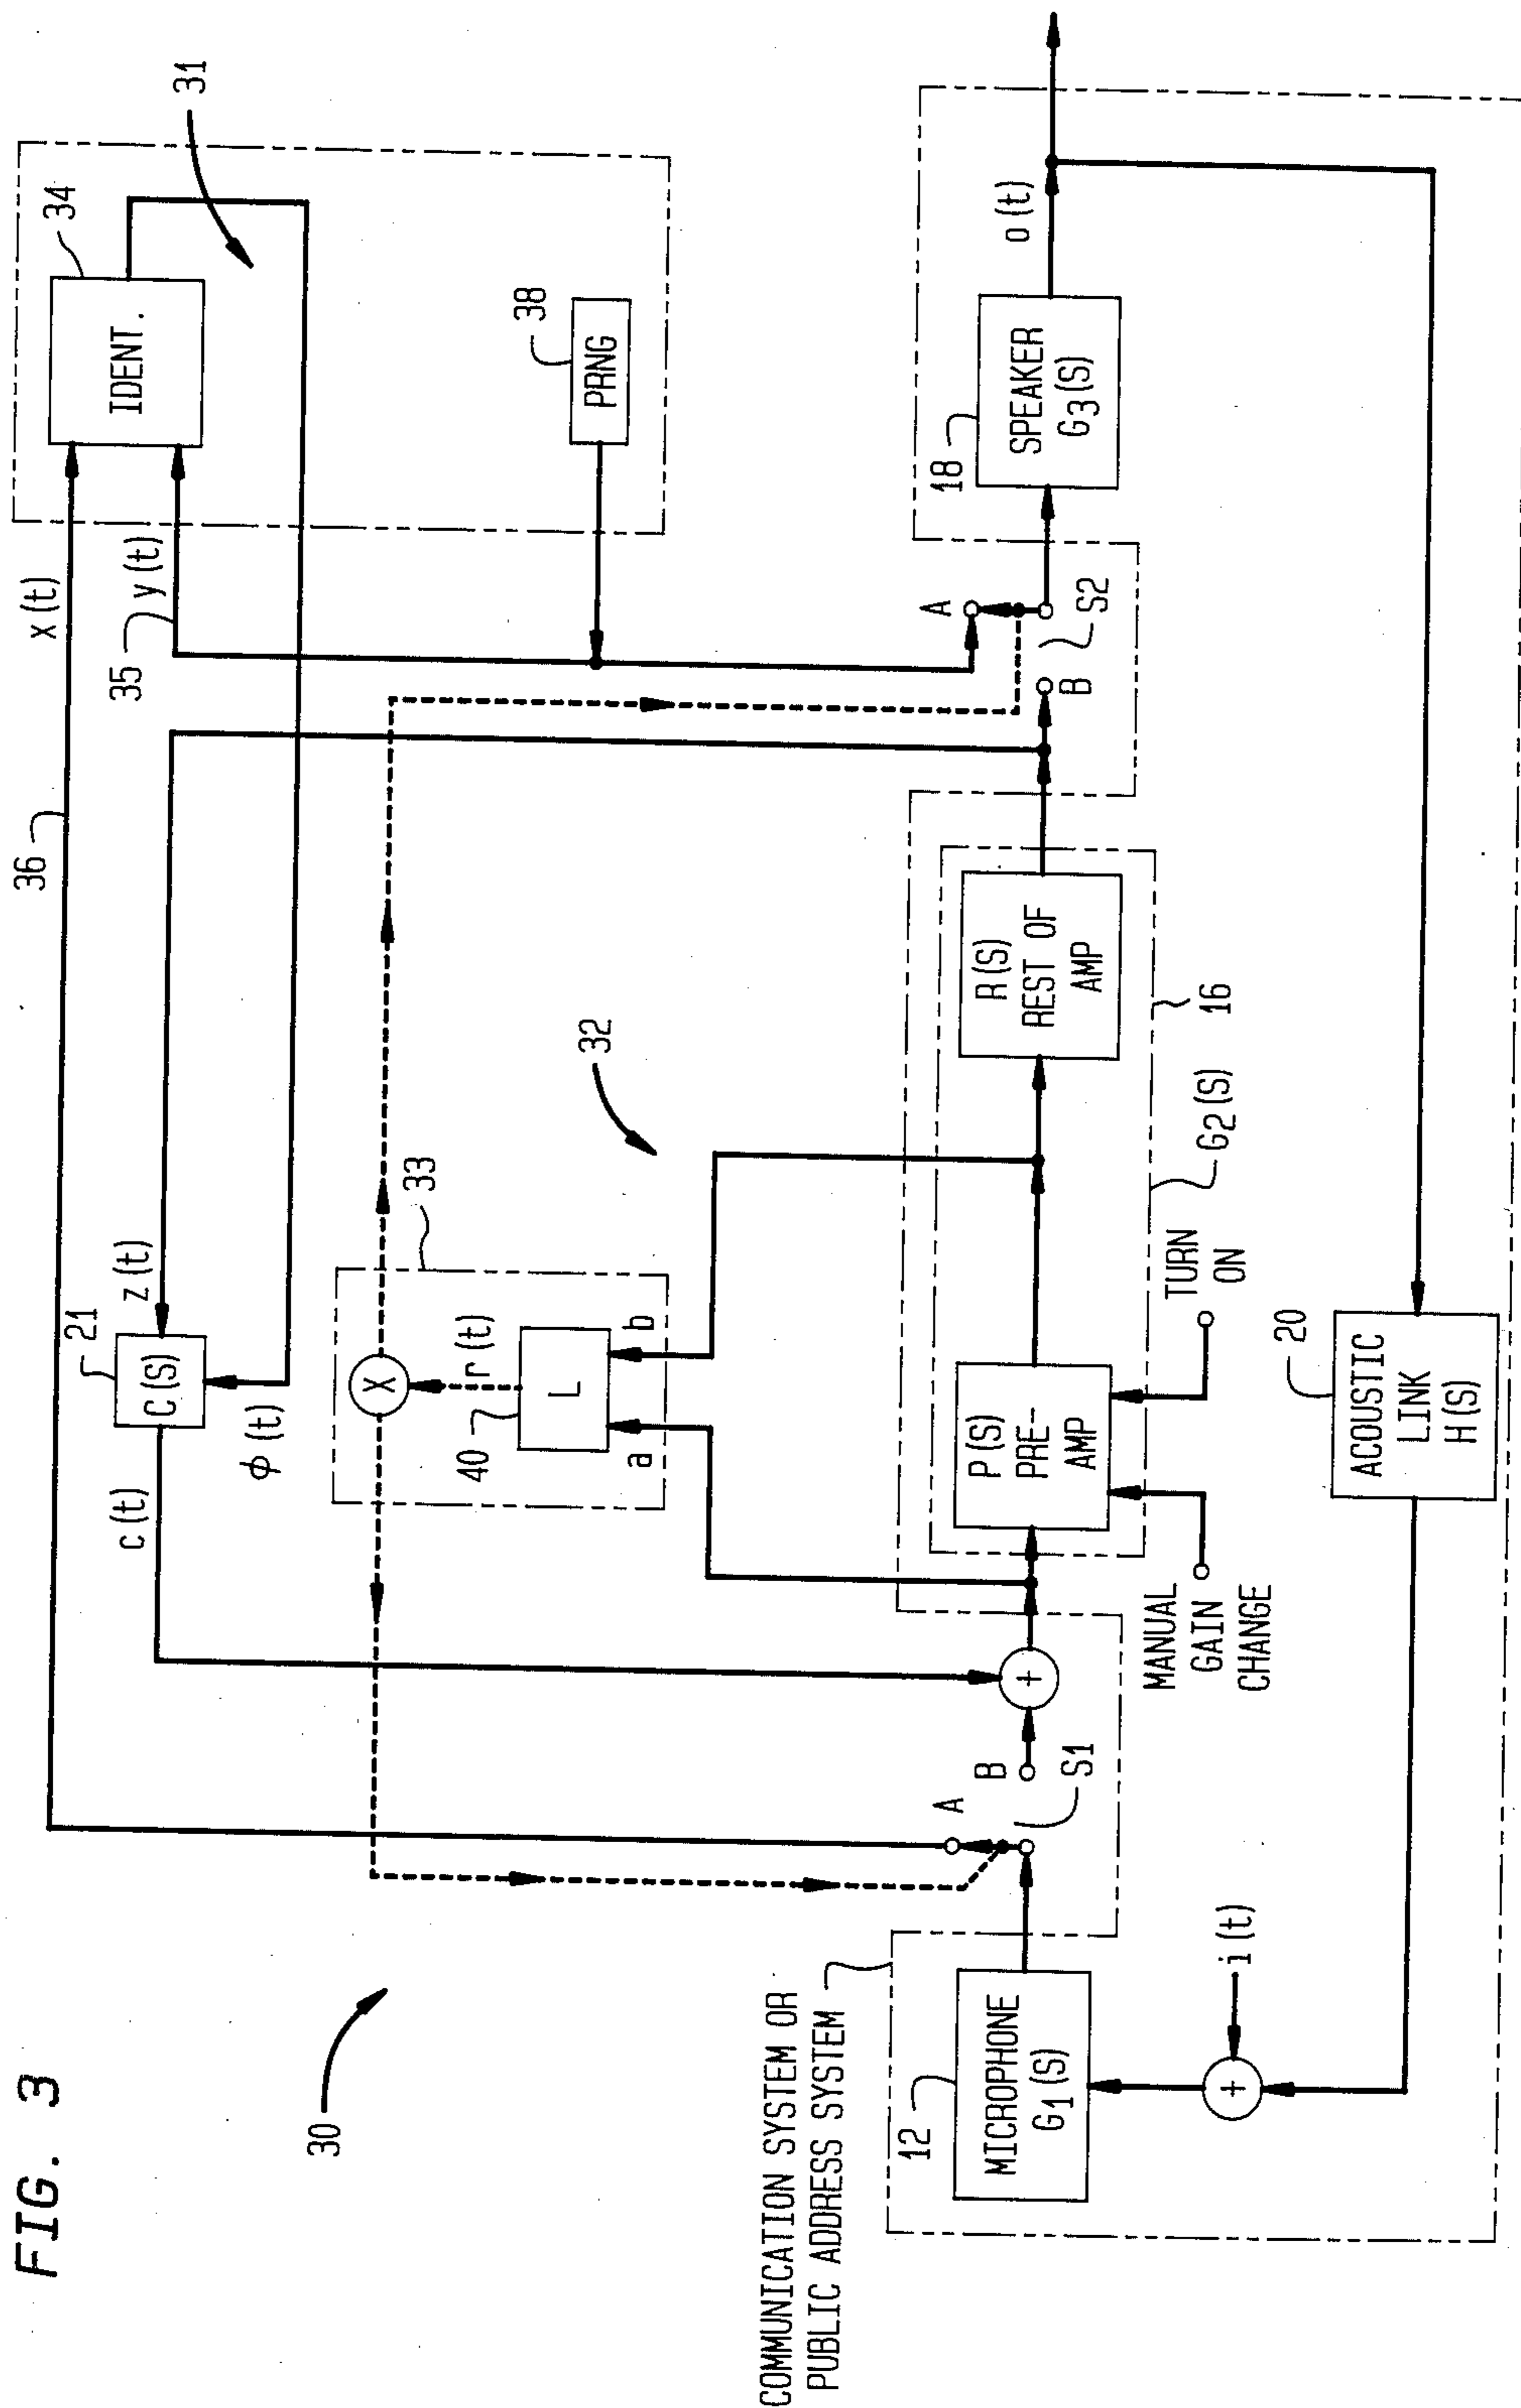 FIG. 3
30
36
x(t)
34
IDENT.
31
35
y(t)
38
PRNG
21
C(S)
z(t)
c(t)
ϕ(t)
33
X
r(t)
40
L
a
b
32
A
B
S1
A
B
S2
COMMUNICATION SYSTEM OR
PUBLIC ADDRESS SYSTEM
12
MICROPHONE
G1(S)
+
i(t)
+
P(S)
PRE-
AMP
R(S)
REST OF
AMP
16
G2(S)
MANUAL
GAIN
CHANGE
TURN
ON
18
SPEAKER
G3(S)
o(t)
20
ACOUSTIC
LINK
H(S)